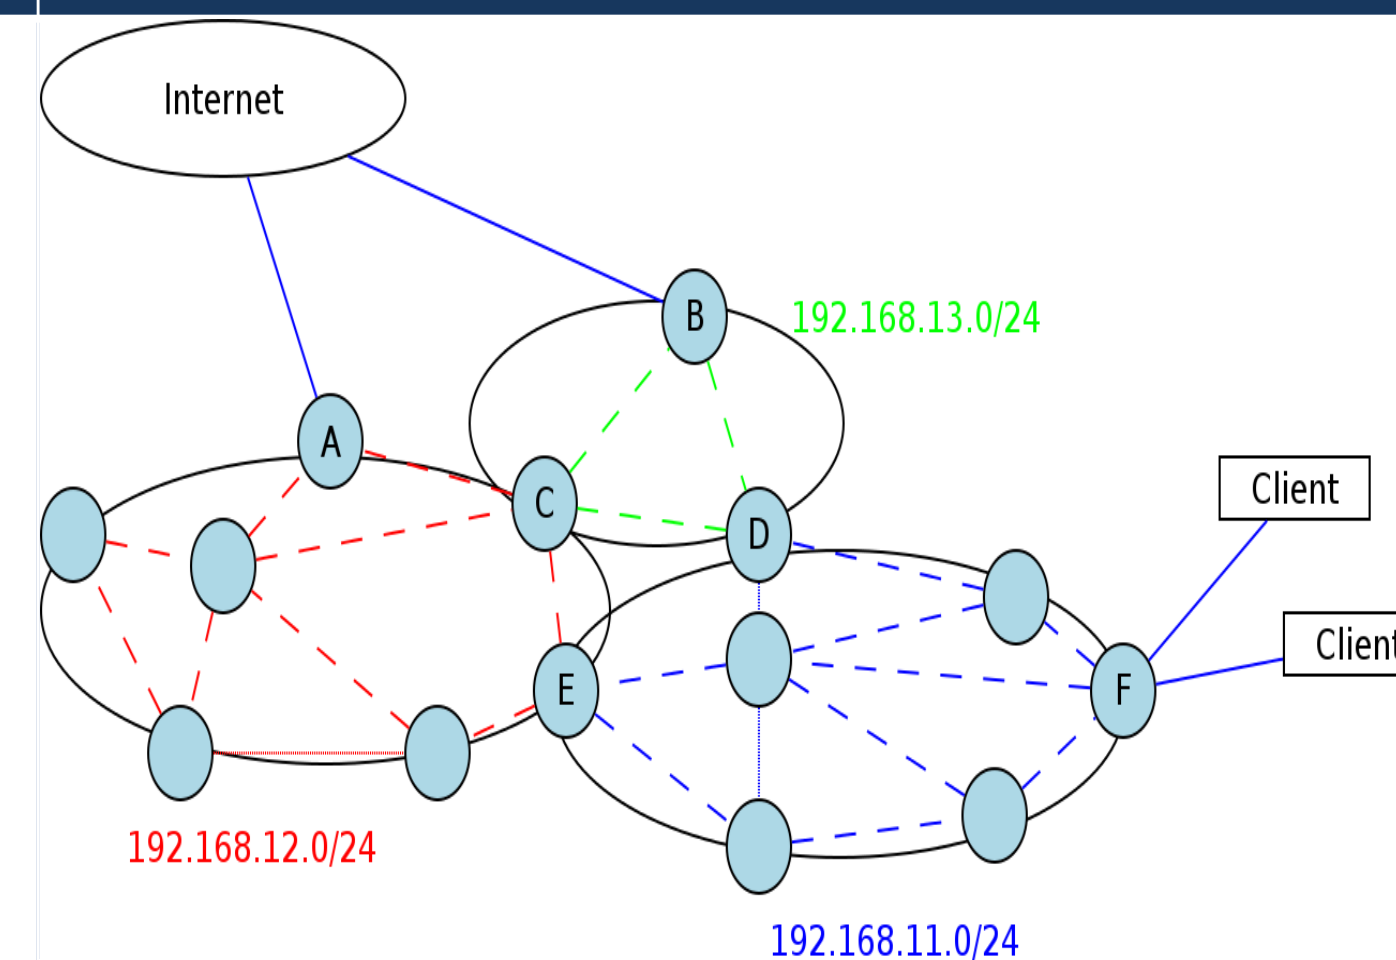 Internet
B
192.168.13.0/24
A
C
Client
D
Client
E
F
192.168.12.0/24
192.168.11.0/24